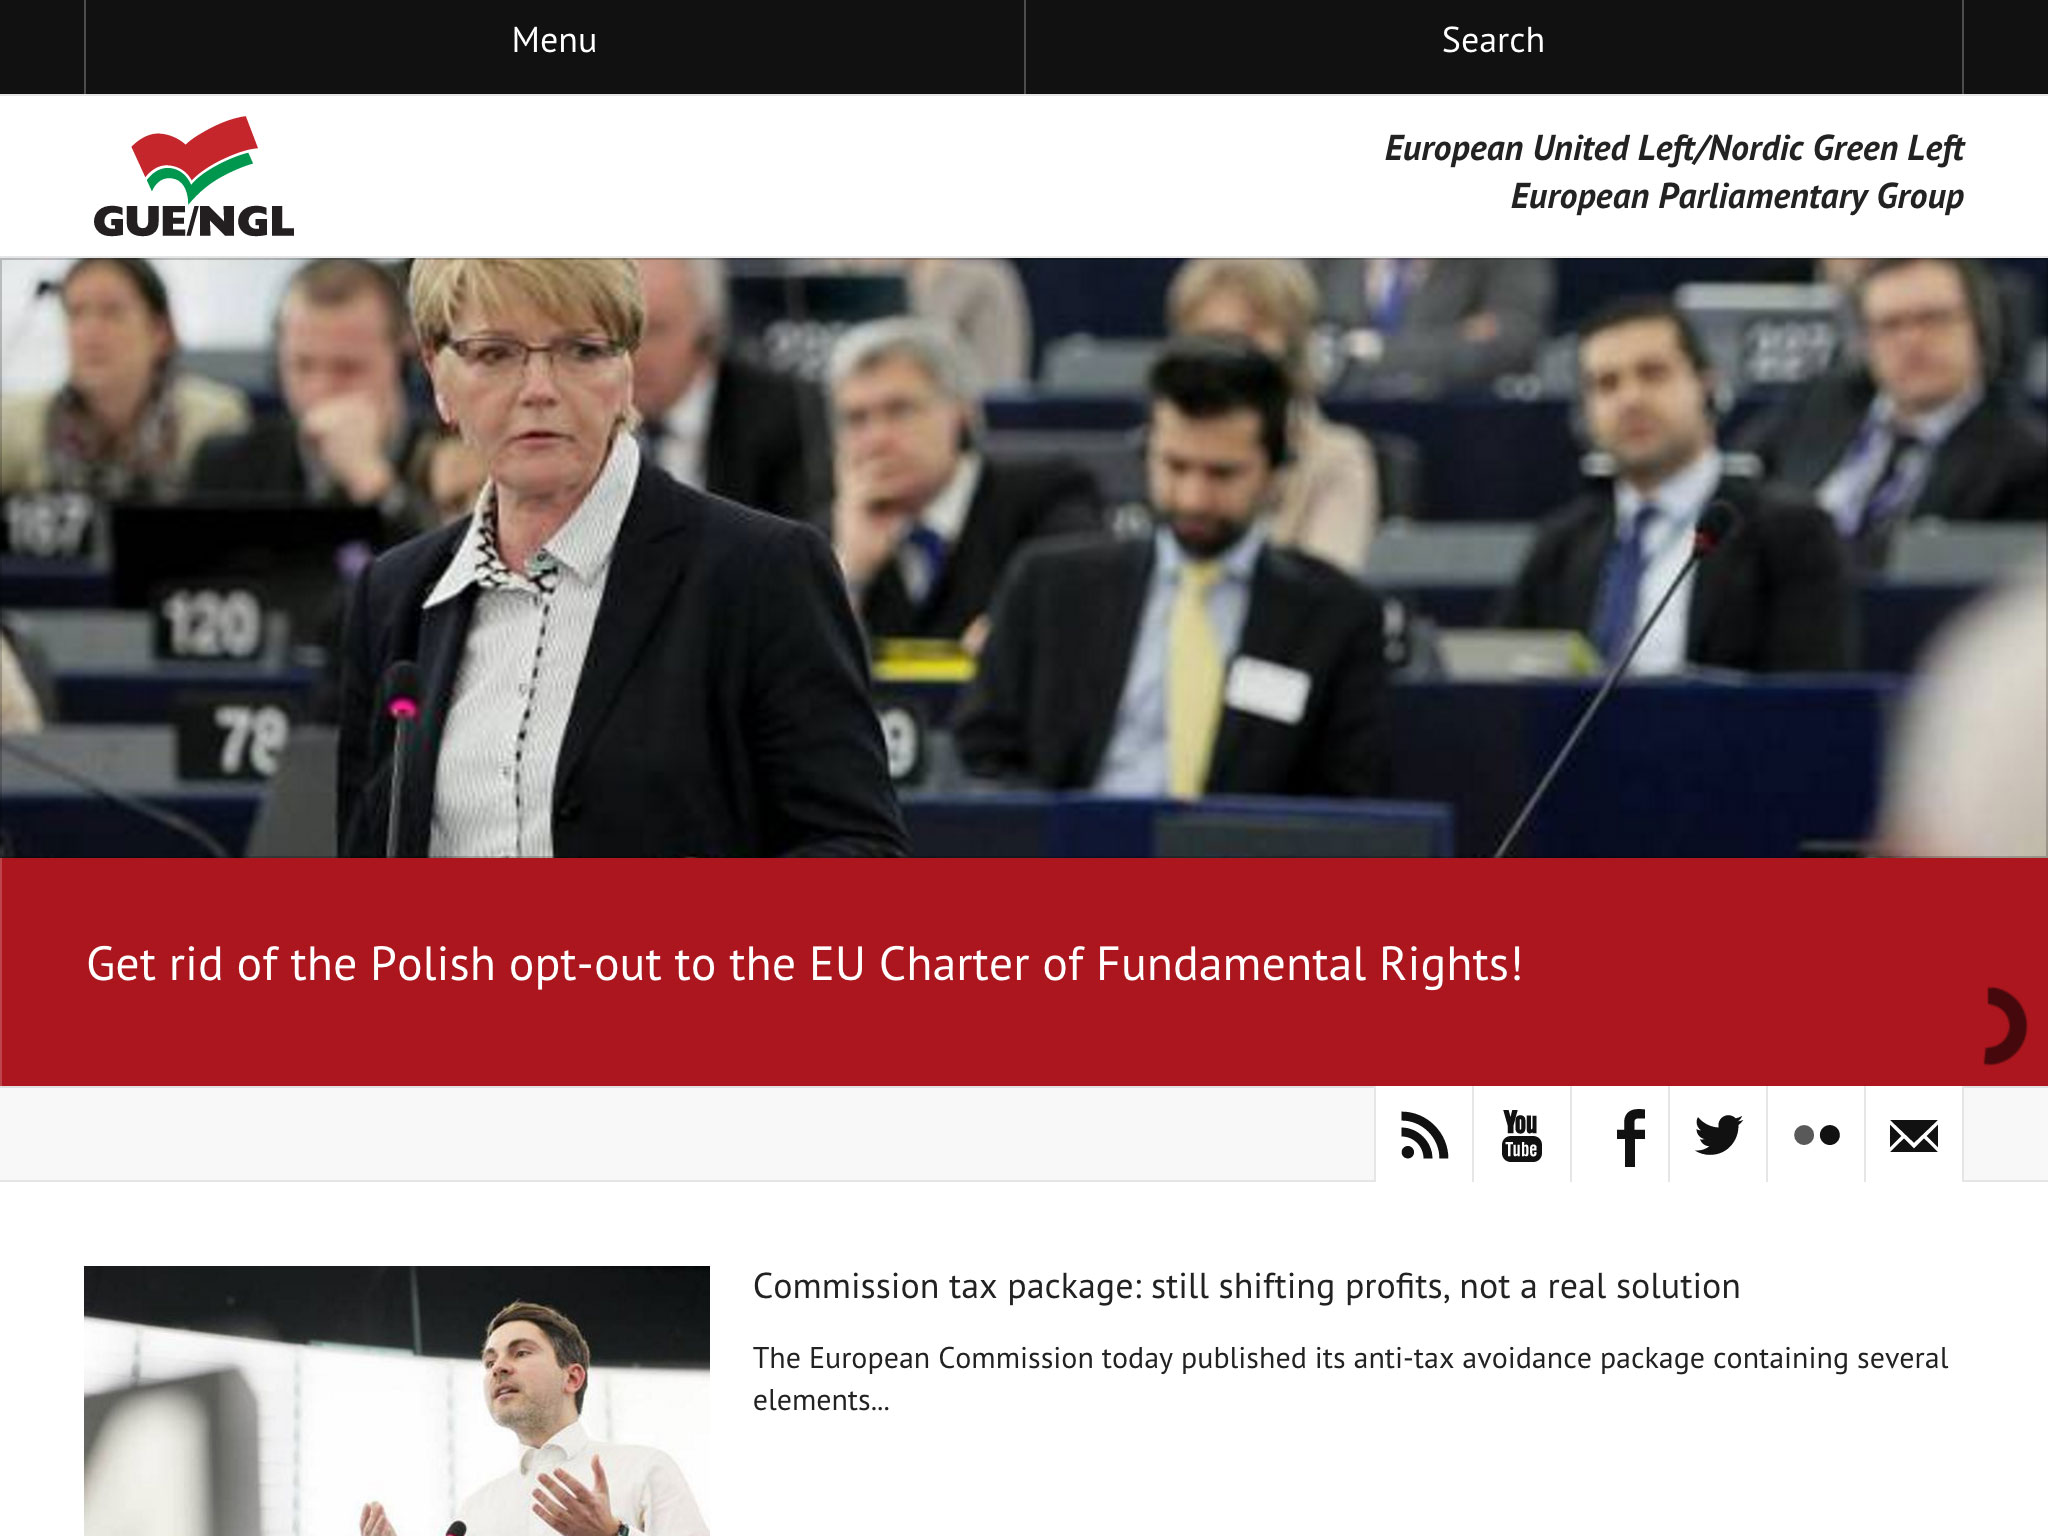 Menu
Search
GUE/NGL
European United Left/Nordic Green Left
European Parliamentary Group
167
227
120
78
9
Get rid of the Polish opt-out to the EU Charter of Fundamental Rights!
You
Tube
Commission tax package: still shifting profits, not a real solution
The European Commission today published its anti-tax avoidance package containing several
elements...